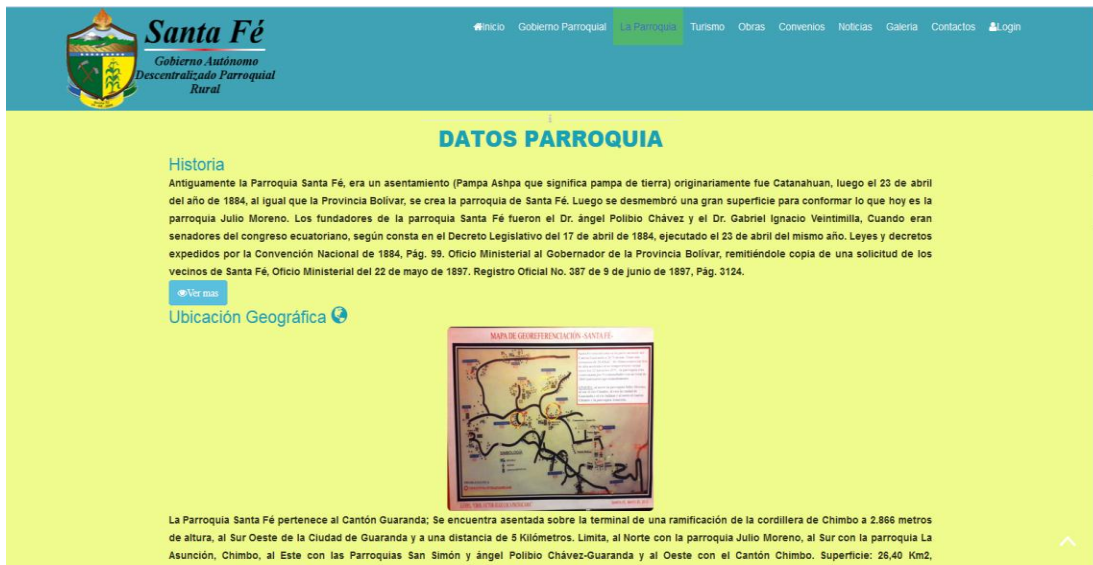 Santa Fé
Gobierno Autónomo
Descentralizado Parroquial
Rural
Inicio Gobierno Parroquial La Parroquia Turismo Obras Convenios Noticias Galeria Contactos Login
DATOS PARROQUIA
Historia
Antiguamente la Parroquia Santa Fé, era un asentamiento (Pampa Ashpa que significa pampa de tierra) originariamente fue Catanahuan, luego el 23 de abril
del año de 1884, al igual que la Provincia Bolívar, se crea la parroquia de Santa Fé. Luego se desmembró una gran superficie para conformar lo que hoy es la
parroquia Julio Moreno. Los fundadores de la parroquia Santa Fé fueron el Dr. ángel Polibio Chávez y el Dr. Gabriel Ignacio Veintimilla, Cuando eran
senadores del congreso ecuatoriano, según consta en el Decreto Legislativo del 17 de abril de 1884, ejecutado el 23 de abril del mismo año. Leyes y decretos
expedidos por la Convención Nacional de 1884, Pág. 99. Oficio Ministerial al Gobernador de la Provincia Bolívar, remitiéndole copia de una solicitud de los
vecinos de Santa Fé, Oficio Ministerial del 22 de mayo de 1897. Registro Oficial No. 387 de 9 de junio de 1897, Pág. 3124.
Ver mas
Ubicación Geográfica
MAPA DE GEOREFERENCIACIÓN -SANTA FE-
La Parroquia Santa Fé pertenece al Cantón Guaranda; Se encuentra asentada sobre la terminal de una ramificación de la cordillera de Chimbo a 2.866 metros
de altura, al Sur Oeste de la Ciudad de Guaranda y a una distancia de 5 Kilómetros. Limita, al Norte con la parroquia Julio Moreno, al Sur con la parroquia La
Asunción, Chimbo, al Este con las Parroquias San Simón y ángel Polibio Chávez-Guaranda y al Oeste con el Cantón Chimbo. Superficie: 26,40 Km2,